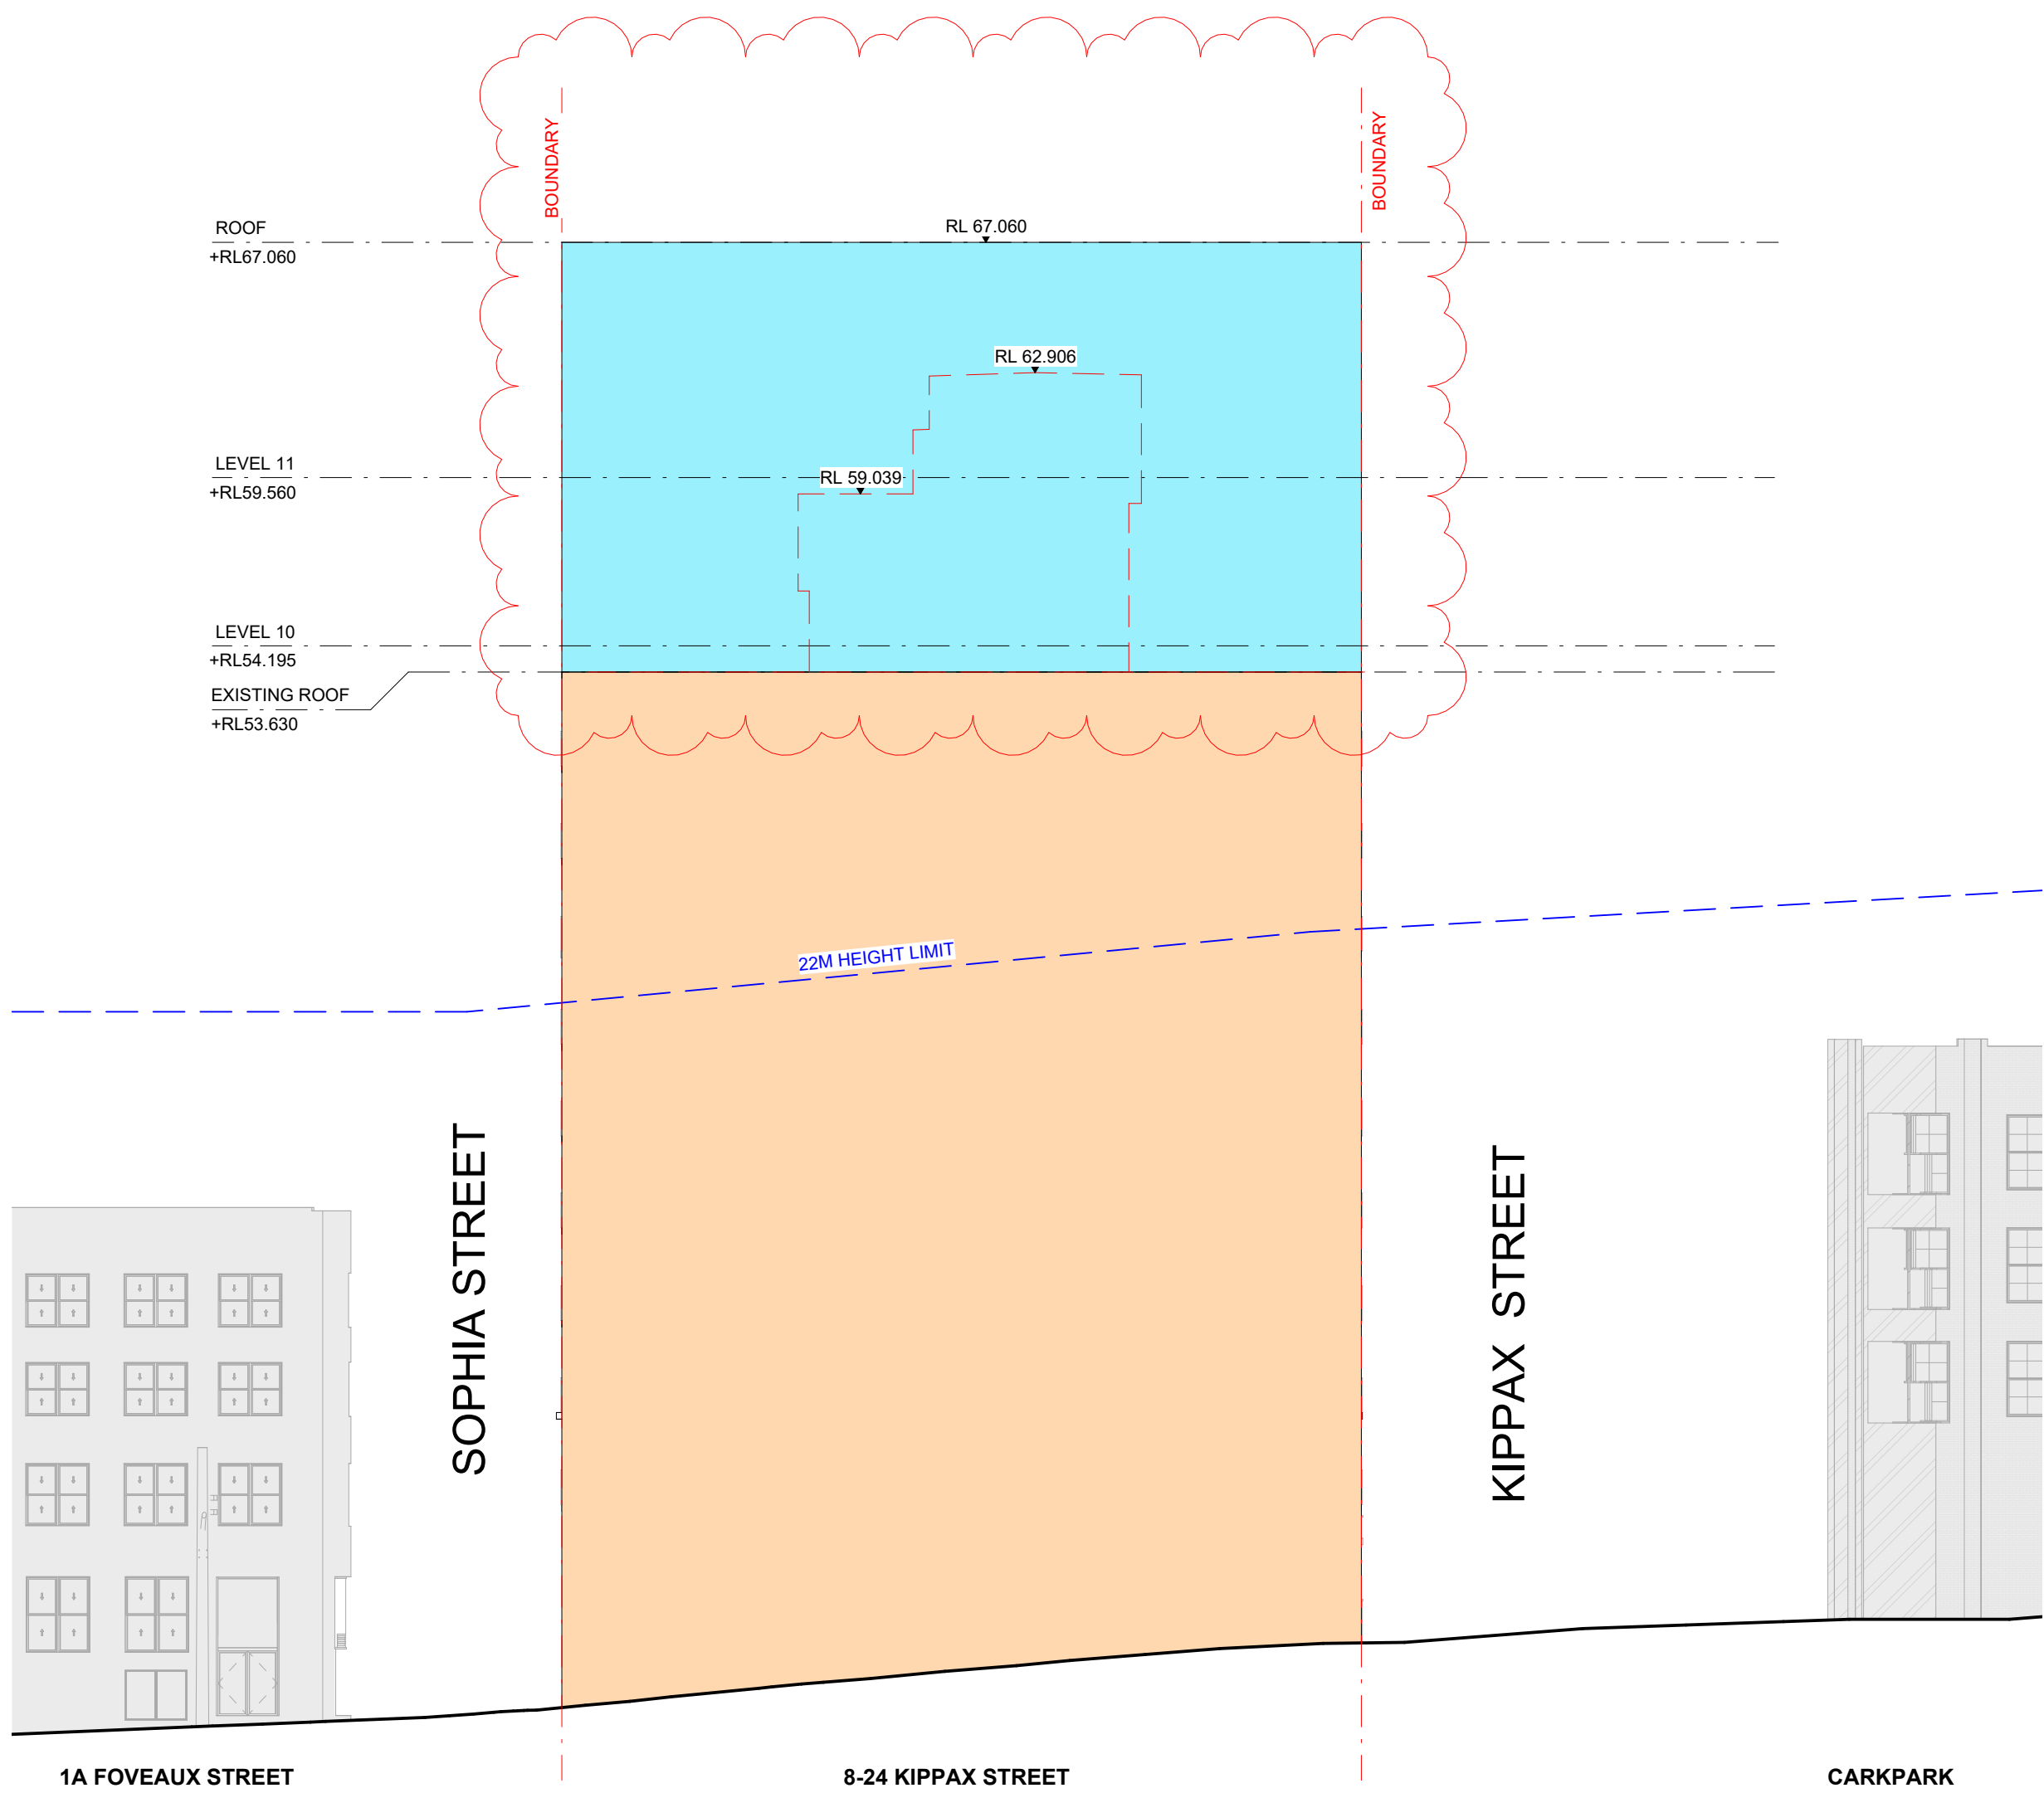 BOUNDARY
BOUNDARY
ROOF
+RL67.060
RL 67.060
RL 62.906
LEVEL 11
+RL59.560
RL 59.039
LEVEL 10
+RL54.195
EXISTING ROOF
+RL53.630
22M HEIGHT LIMIT
SOPHIA STREET
KIPPAX STREET
1A FOVEAUX STREET
8-24 KIPPAX STREET
CARKPARK